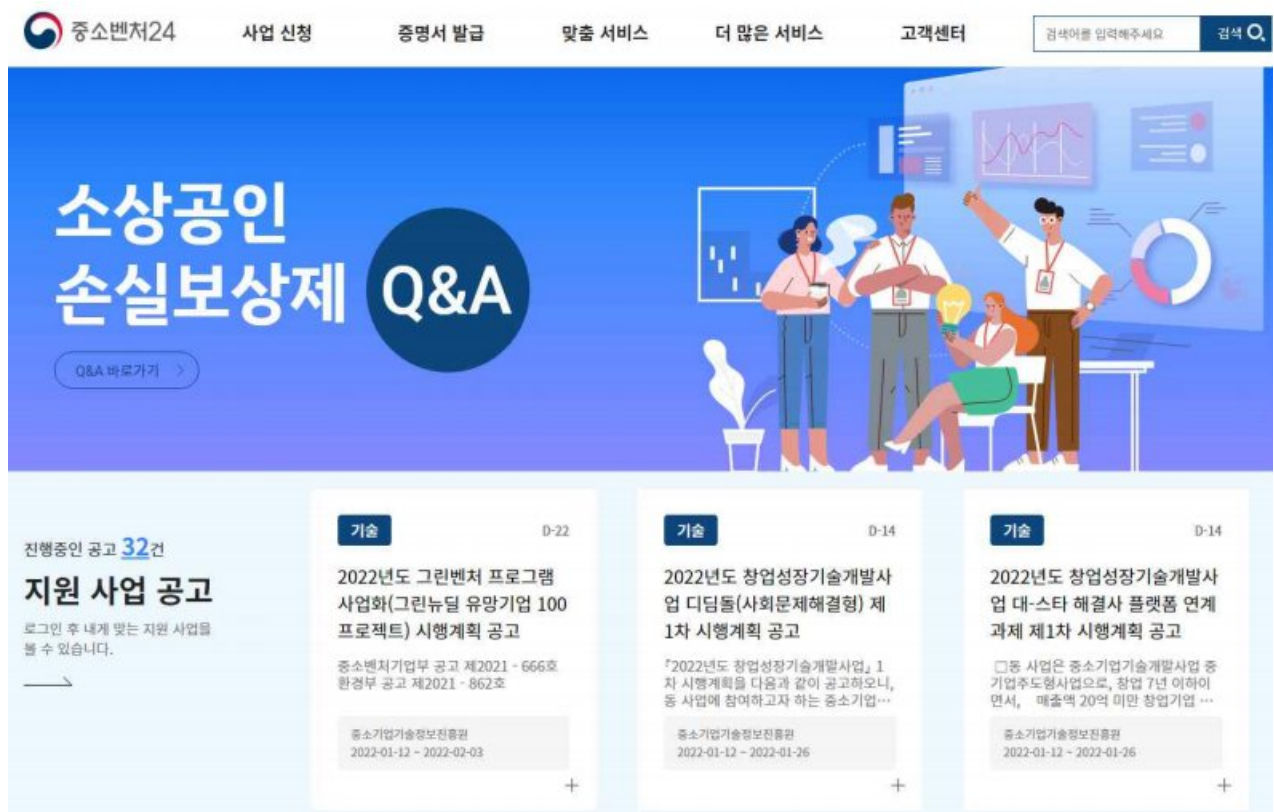 중소벤처24
사업 신청
증명서 발급
맞춤 서비스
더 많은 서비스
고객센터
검색어를 입력해주세요
검색
소상공인
손실보상제
Q&A
Q&A 바로가기
진행중인 공고 32건
지원 사업 공고
로그인 후 내게 맞는 지원 사업을
볼 수 있습니다.
기술
D-22
2022년도 그린벤처 프로그램
사업화(그린뉴딜 유망기업 100
프로젝트) 시행계획 공고
중소벤처기업부 공고 제2021 - 666호
환경부 공고 제2021 - 862호
중소기업기술정보진흥원
2022-01-12 ~ 2022-02-03
기술
D-14
2022년도 창업성장기술개발사
업 디딤돌(사회문제해결형) 제
1차 시행계획 공고
「2022년도 창업성장기술개발사업」 1
차 시행계획을 다음과 같이 공고하오니,
동 사업에 참여하고자 하는 중소기업…
중소기업기술정보진흥원
2022-01-12 ~ 2022-01-26
기술
D-14
2022년도 창업성장기술개발사
업 대-스타 해결사 플랫폼 연계
과제 제1차 시행계획 공고
□동 사업은 중소기업기술개발사업 중
기업주도형사업으로, 창업 7년 이하이
면서, 매출액 20억 미만 창업기업 …
중소기업기술정보진흥원
2022-01-12 ~ 2022-01-26